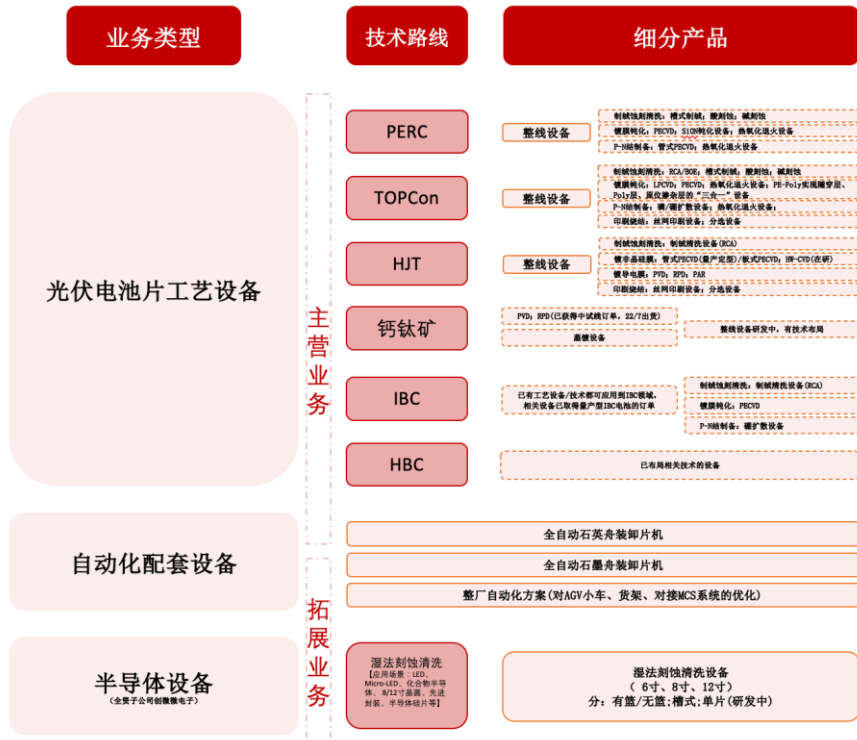 业务类型
技术路线
细分产品
光伏电池片工艺设备
主营业务
PERC
整线设备
制绒蚀刻清洗：槽式制绒；酸刻蚀；碱刻蚀
镀膜钝化：PECVD；SiON钝化设备；热氧化退火设备
P-N结制备：管式PECVD；热氧化退火设备
TOPCon
整线设备
制绒蚀刻清洗：RCA/BOE；槽式制绒；酸刻蚀；碱刻蚀
镀膜钝化：LPCVD；PECVD；热氧化退火设备；PE-Poly实现隧穿层、
Poly层、原位掺杂层的“三合一”设备
P-N结制备：磷/硼扩散设备；热氧化退火设备；
印刷烧结：丝网印刷设备；分选设备
HJT
整线设备
制绒蚀刻清洗：制绒清洗设备(RCA)
镀非晶硅膜：管式PECVD(量产定型)/板式PECVD；HW-CVD(在研)
镀导电膜：PVD；RPD；PAR
印刷烧结：丝网印刷设备；分选设备
钙钛矿
PVD；RPD(已获得中试线订单，22/7出货)
蒸镀设备
整线设备研发中，有技术布局
IBC
已有工艺设备/技术都可应用到IBC领域，
相关设备已取得量产型IBC电池的订单
制绒蚀刻清洗：制绒清洗设备(RCA)
镀膜钝化：PECVD
P-N结制备：硼扩散设备
HBC
已布局相关技术的设备
自动化配套设备
全自动石英舟装卸片机
全自动石墨舟装卸片机
整厂自动化方案(对AGV小车、货架、对接MCS系统的优化)
拓展业务
半导体设备
（全资子公司创微微电子）
湿法刻蚀清洗
【应用场景：LED、
Micro-LED、化合物半导
体、8/12寸晶圆、先进
封装、半导体硅片等】
湿法刻蚀清洗设备
（ 6寸、8寸、12寸）
分：有篮/无篮;槽式;单片(研发中)